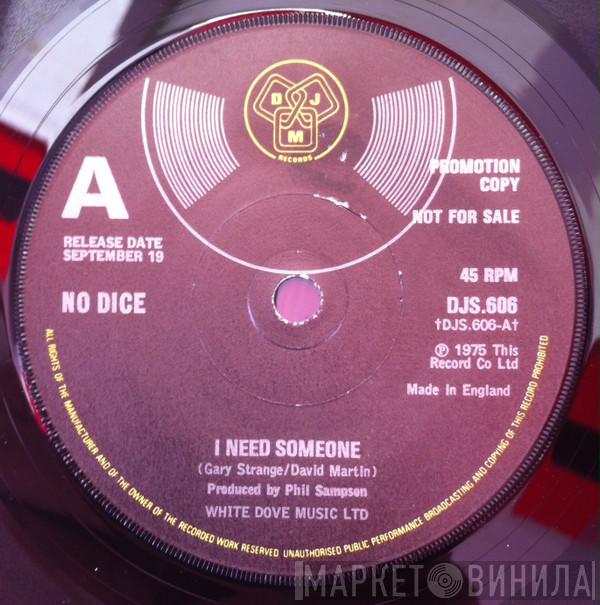 D J M
RECORDS
A
PROMOTION
COPY
NOT FOR SALE
RELEASE DATE
SEPTEMBER 19
45 RPM
NO DICE
DJS.606
†DJS.606-A†
℗ 1975 This
Record Co Ltd
Made In England
I NEED SOMEONE
(Gary Strange/David Martin)
Produced by Phil Sampson
WHITE DOVE MUSIC LTD
ALL RIGHTS OF THE MANUFACTURER AND OF THE OWNER OF THE RECORDED WORK RESERVED UNAUTHORISED PUBLIC PERFORMANCE BROADCASTING AND COPYING OF THIS RECORD PROHIBITED
МАРКЕТ ВИНИЛА